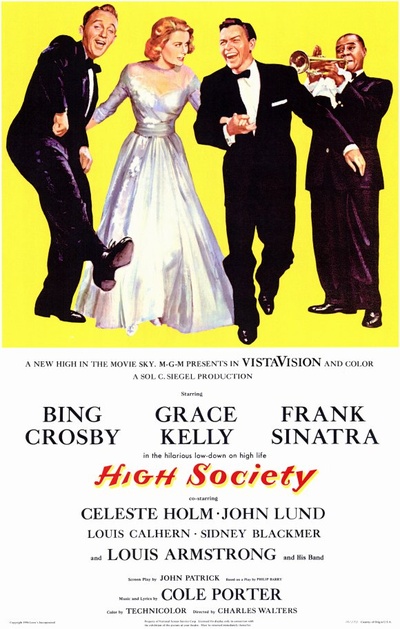 A NEW HIGH IN THE MOVIE SKY. M-G-M PRESENTS IN VISTAVISION AND COLOR
A SOL C. SIEGEL PRODUCTION
Starring
BING CROSBY GRACE KELLY FRANK SINATRA
in the hilarious low-down on high life
HIGH SOCIETY
co-starring
CELESTE HOLM · JOHN LUND
LOUIS CALHERN · SIDNEY BLACKMER
and LOUIS ARMSTRONG and His Band
Screen Play by JOHN PATRICK Based on a Play by PHILIP BARRY
Music and Lyrics by COLE PORTER
Color by TECHNICOLOR Directed by CHARLES WALTERS